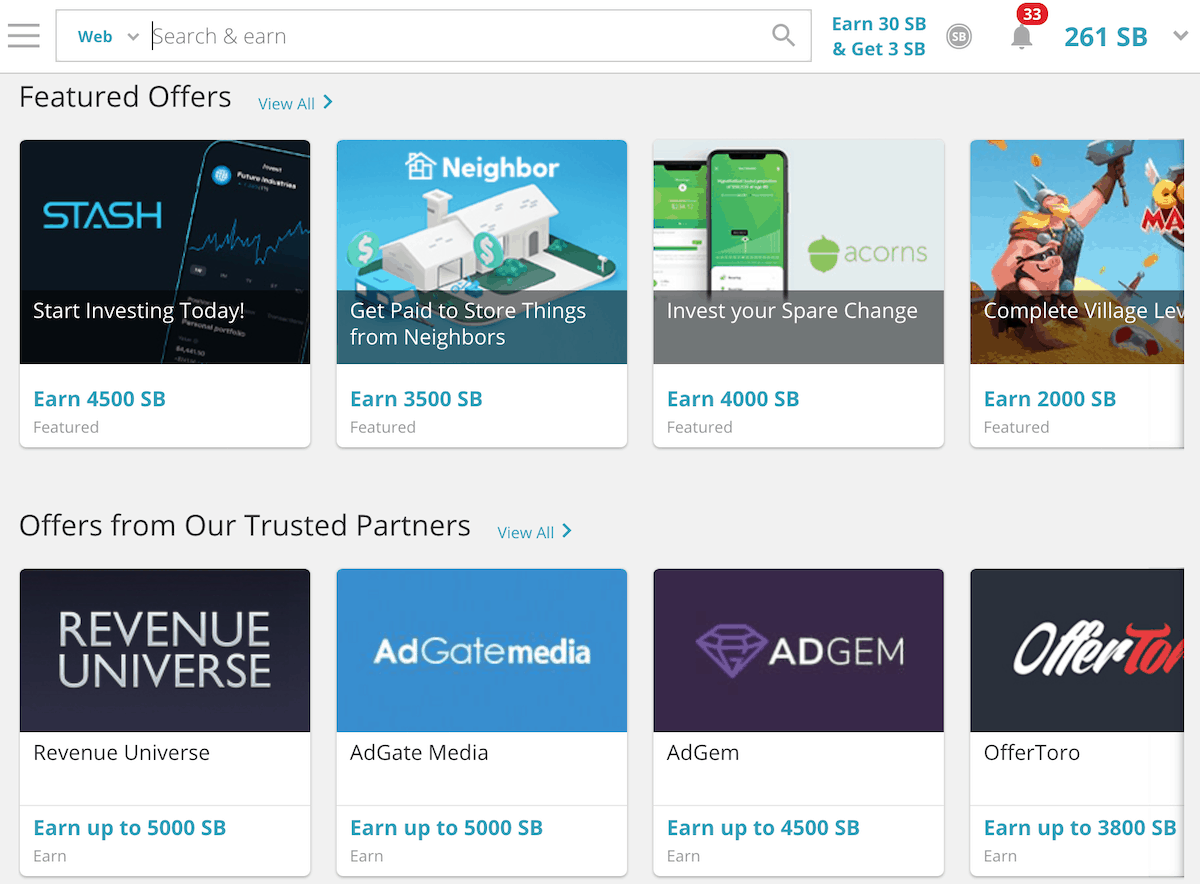 Web
Search & earn
Earn 30 SB
& Get 3 SB
SB
33
261 SB
Featured Offers
View All
STASH
Invest
Future Industries
Start Investing Today!
Personal portfolio
Earn 4500 SB
Featured
Neighbor
Get Paid to Store Things
from Neighbors
Earn 3500 SB
Featured
acorns
Invest your Spare Change
Earn 4000 SB
Featured
Complete Village Lev
Earn 2000 SB
Featured
Offers from Our Trusted Partners
View All
REVENUE
UNIVERSE
Revenue Universe
Earn up to 5000 SB
Earn
AdGatemedia
AdGate Media
Earn up to 5000 SB
Earn
ADGEM
AdGem
Earn up to 4500 SB
Earn
OfferTor
OfferToro
Earn up to 3800 SB
Earn